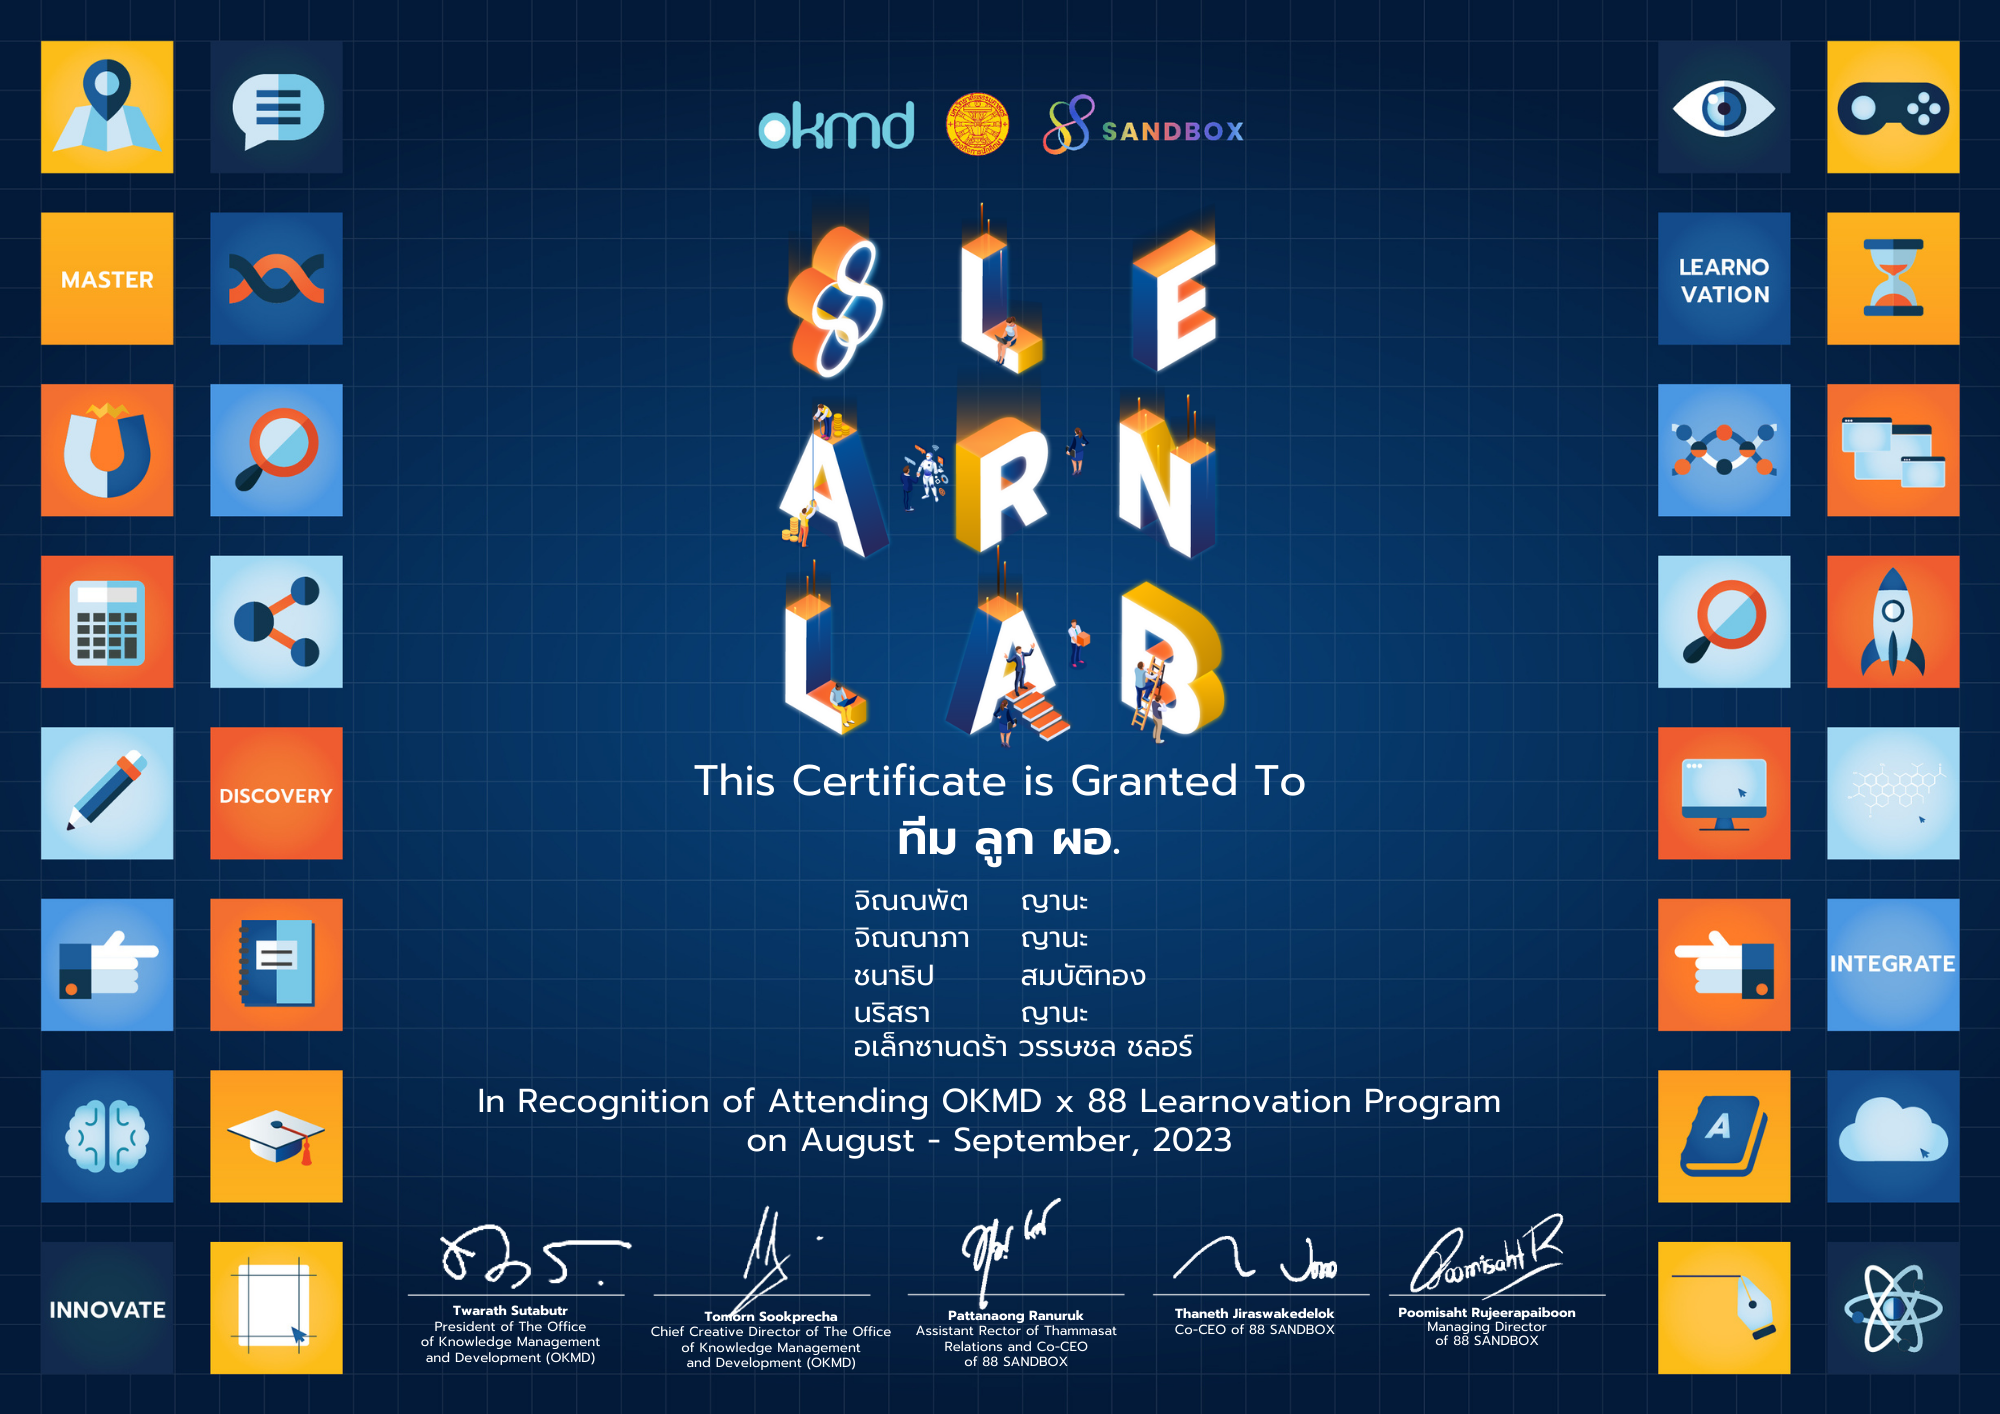 okmd
88 SANDBOX
8 L E
A R N
L A B
MASTER
DISCOVERY
INNOVATE
LEARNO
VATION
INTEGRATE
A
This Certificate is Granted To
ทีม ลูก ผอ.
จิณณพัต ญานะ
จิณณาภา ญานะ
ชนาธิป สมบัติทอง
นริสรา ญานะ
อเล็กซานดร้า วรรษชล ชลอร์
In Recognition of Attending OKMD x 88 Learnovation Program
on August - September, 2023
Twarath Sutabutr
President of The Office
of Knowledge Management
and Development (OKMD)
Tomorn Sookprecha
Chief Creative Director of The Office
of Knowledge Management
and Development (OKMD)
Pattanaong Ranuruk
Assistant Rector of Thammasat
Relations and Co-CEO
of 88 SANDBOX
Thaneth Jiraswakedelok
Co-CEO of 88 SANDBOX
Poomisaht R
Poomisaht Rujeerapaiboon
Managing Director
of 88 SANDBOX